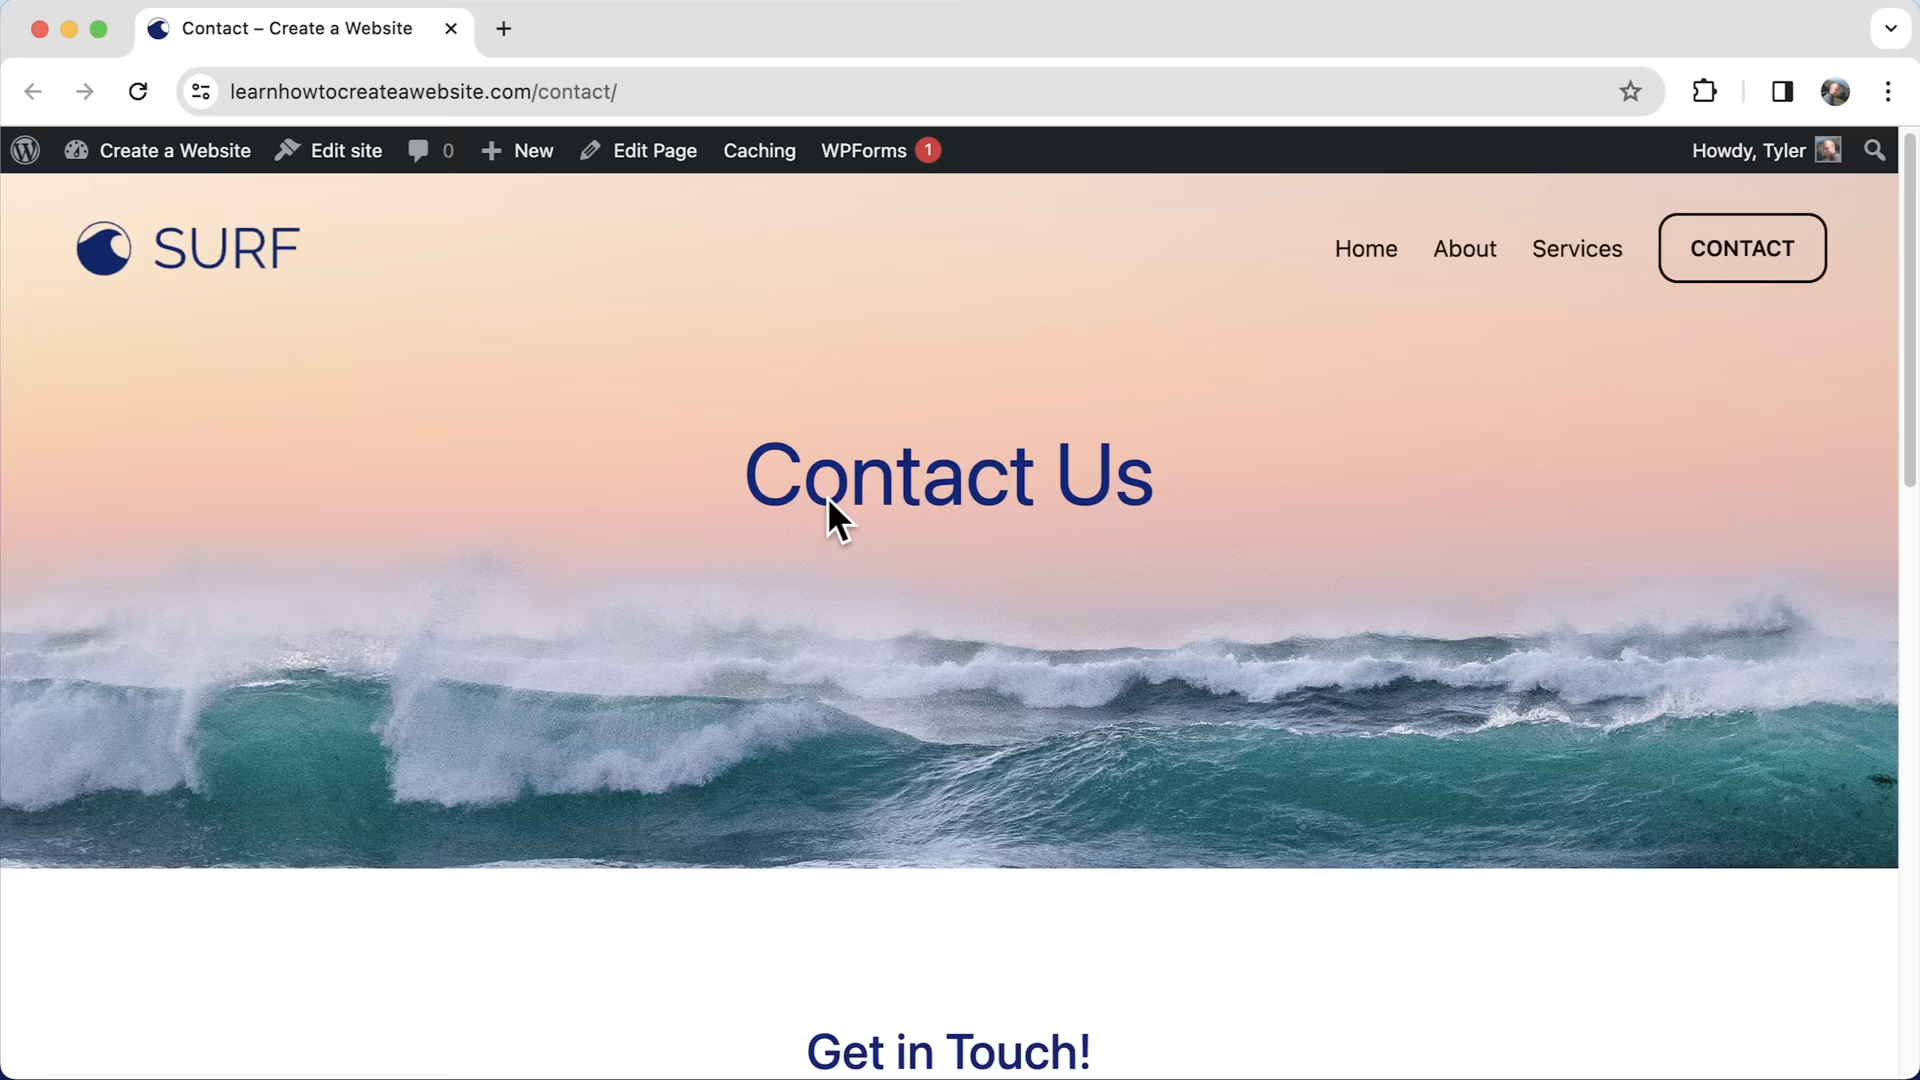 Contact – Create a Website
learnhowtocreateawebsite.com/contact/
Create a Website Edit site 0 New Edit Page Caching WPForms 1 Howdy, Tyler
SURF Home About Services CONTACT
Contact Us
Get in Touch!